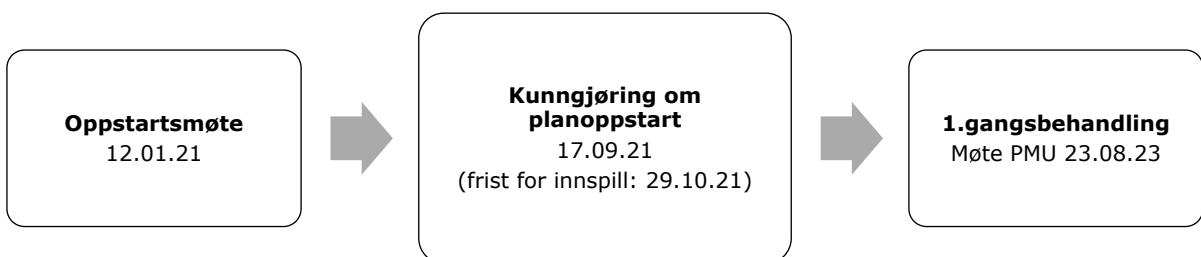 Oppstartsmøte
12.01.21
Kunngjøring om
planoppstart
17.09.21
(frist for innspill: 29.10.21)
1.gangsbehandling
Møte PMU 23.08.23